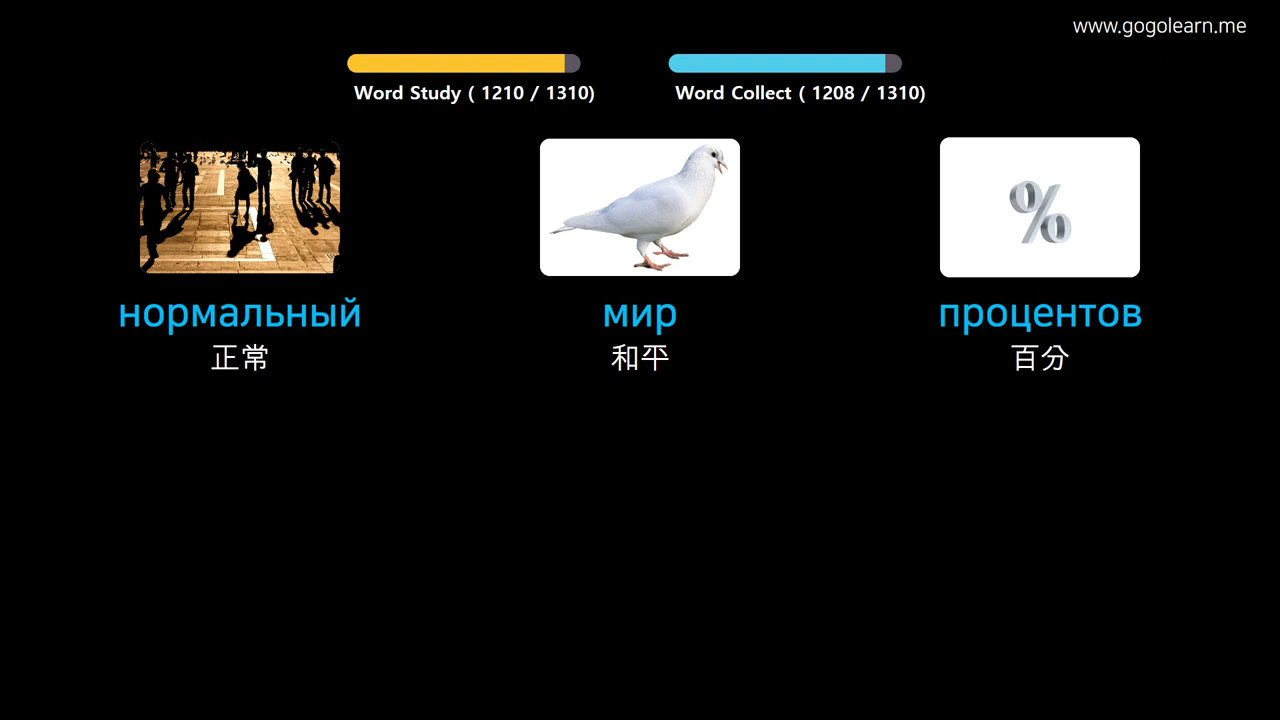 www.gogolearn.me
Word Study ( 1210 / 1310)
Word Collect ( 1208 / 1310)
%
нормальный
мир
процентов
正常
和平
百分